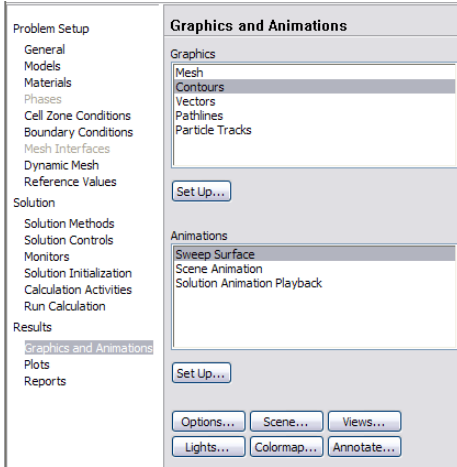 Problem Setup
General
Models
Materials
Phases
Cell Zone Conditions
Boundary Conditions
Mesh Interfaces
Dynamic Mesh
Reference Values
Solution
Solution Methods
Solution Controls
Monitors
Solution Initialization
Calculation Activities
Run Calculation
Results
Graphics and Animations
Plots
Reports
Graphics and Animations
Graphics
Mesh
Contours
Vectors
Pathlines
Particle Tracks
Set Up...
Animations
Sweep Surface
Scene Animation
Solution Animation Playback
Set Up...
Options... Scene... Views...
Lights... Colormap... Annotate...